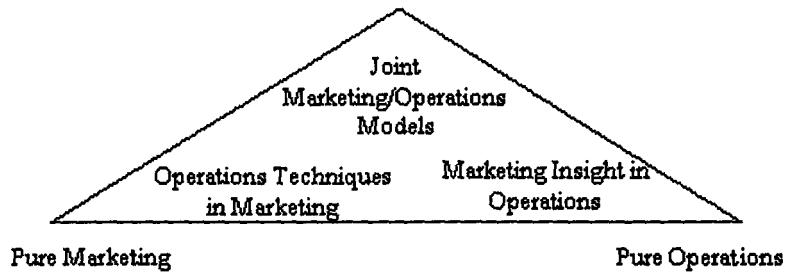 Joint
Marketing/Operations
Models
Operations Techniques
in Marketing
Marketing Insight in
Operations
Pure Marketing
Pure Operations